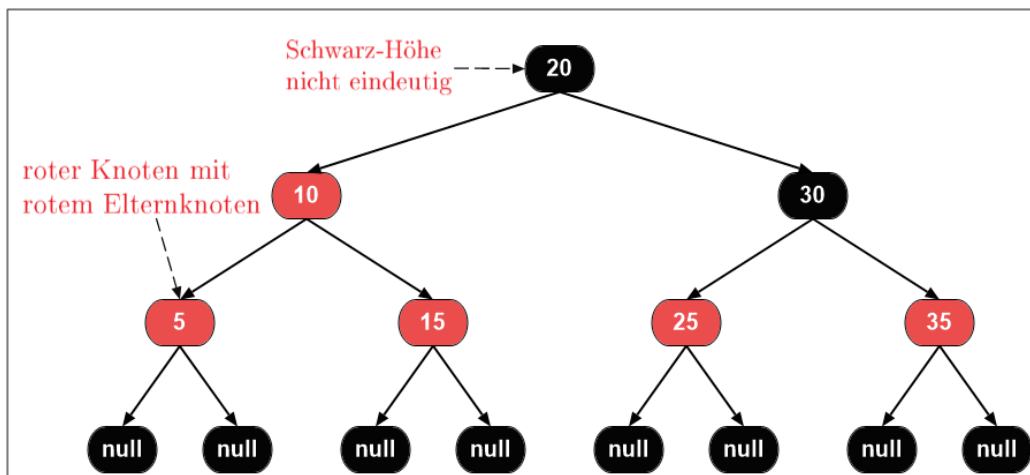 Schwarz-Höhe
nicht eindeutig
20
roter Knoten mit
rotem Elternknoten
10
30
5
15
25
35
null
null
null
null
null
null
null
null